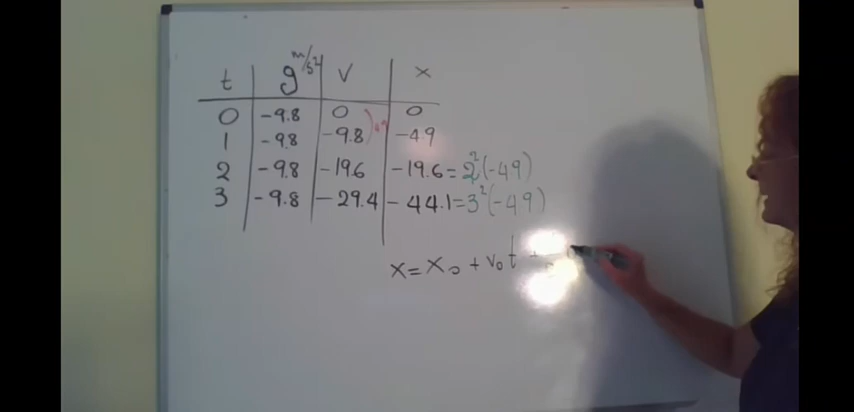 t g m/s² v x
0 -9.8 0 0
1 -9.8 -9.8 -4.9
2 -9.8 -19.6 -19.6=2²(-4.9)
3 -9.8 -29.4 -44.1=3²(-4.9)
x=x₀+v₀t